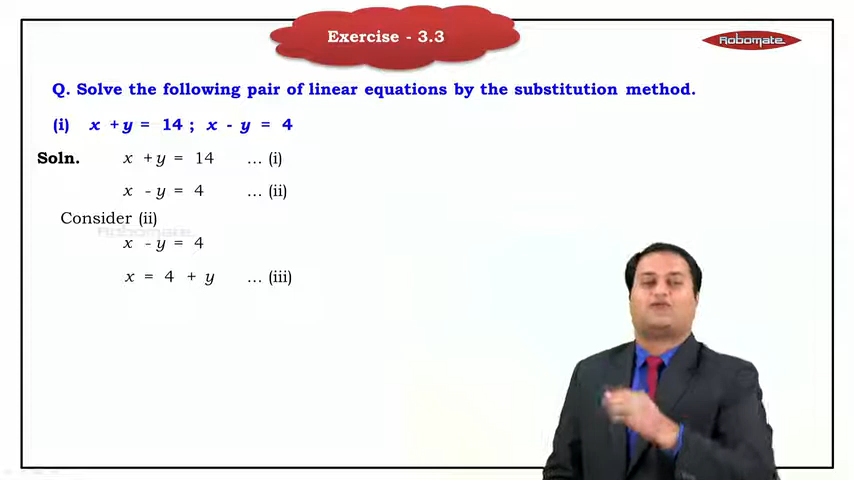 Exercise - 3.3
Robomate
Q. Solve the following pair of linear equations by the substitution method.
(i) x + y = 14 ; x - y = 4
Soln. x + y = 14 ... (i)
x - y = 4 ... (ii)
Consider (ii)
Robomate
x - y = 4
x = 4 + y ... (iii)